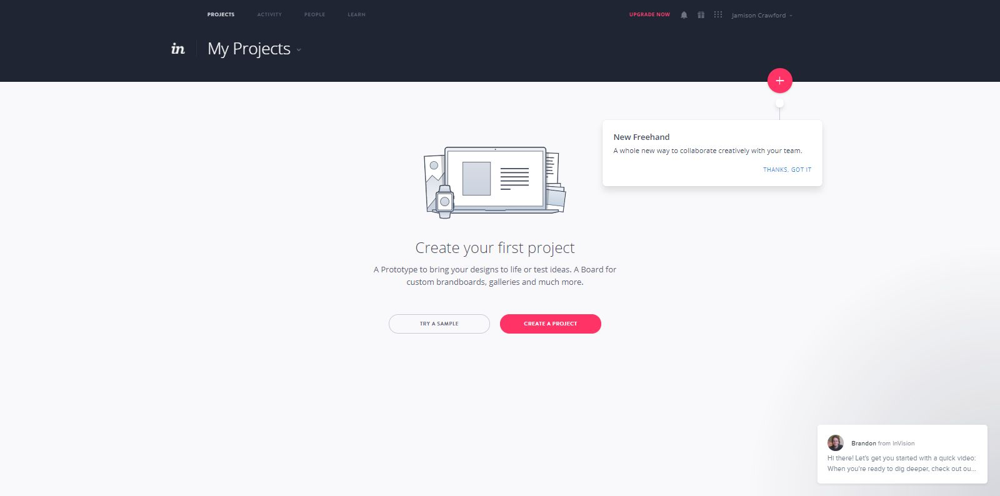 PROJECTS ACTIVITY PEOPLE LEARN UPGRADE NOW Jamison Crawford
in My Projects
New Freehand
A whole new way to collaborate creatively with your team.
THANKS, GOT IT
Create your first project
A Prototype to bring your designs to life or test ideas. A Board for
custom brandboards, galleries and much more.
TRY A SAMPLE CREATE A PROJECT
Brandon from InVision
Hi there! Let's get you started with a quick video:
When you're ready to dig deeper, check out ou...